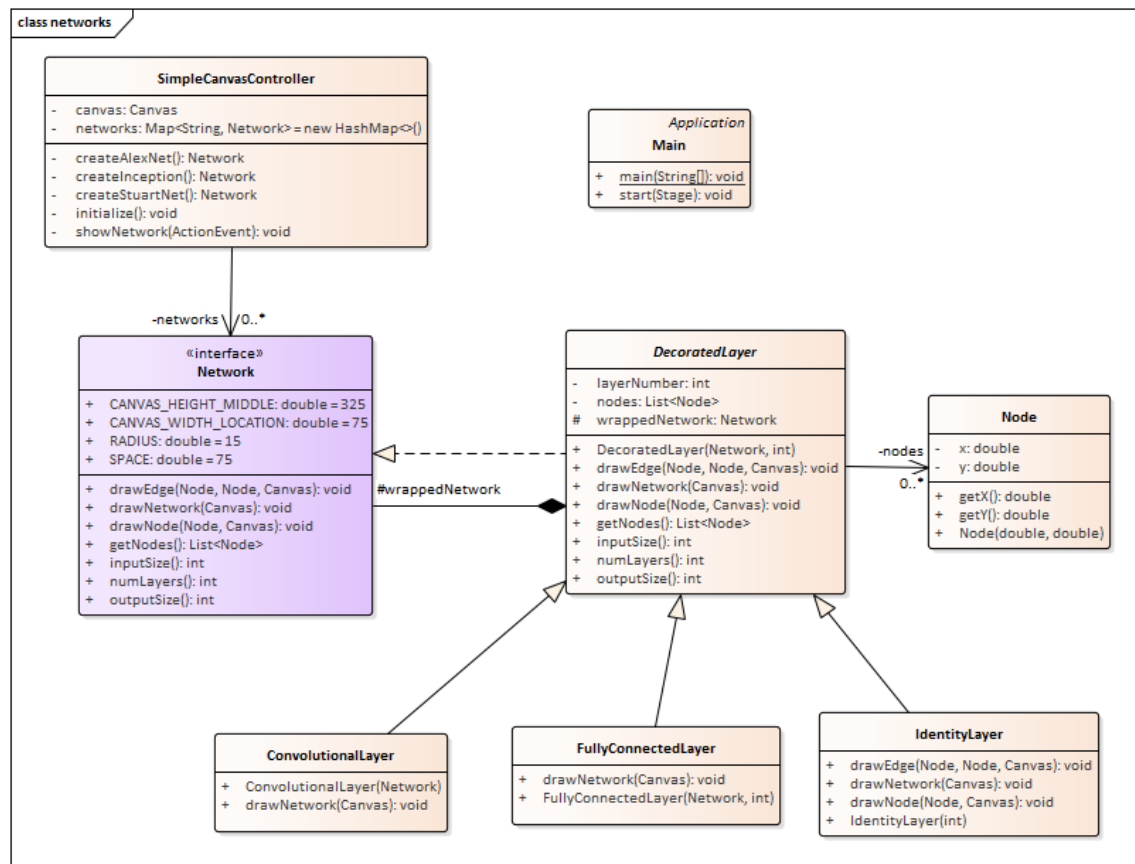 class networks
SimpleCanvasController
- canvas: Canvas
- networks: Map<String, Network> = new HashMap<>()
- createAlexNet(): Network
- createInception(): Network
- createStuartNet(): Network
- initialize(): void
- showNetwork(ActionEvent): void
Application
Main
+ main(String[]): void
+ start(Stage): void
-networks
0..*
«interface»
Network
+ CANVAS_HEIGHT_MIDDLE: double = 325
+ CANVAS_WIDTH_LOCATION: double = 75
+ RADIUS: double = 15
+ SPACE: double = 75
+ drawEdge(Node, Node, Canvas): void
+ drawNetwork(Canvas): void
+ drawNode(Node, Canvas): void
+ getNodes(): List<Node>
+ inputSize(): int
+ numLayers(): int
+ outputSize(): int
#wrappedNetwork
DecoratedLayer
- layerNumber: int
- nodes: List<Node>
# wrappedNetwork: Network
+ DecoratedLayer(Network, int)
+ drawEdge(Node, Node, Canvas): void
+ drawNetwork(Canvas): void
+ drawNode(Node, Canvas): void
+ getNodes(): List<Node>
+ inputSize(): int
+ numLayers(): int
+ outputSize(): int
-nodes
0..*
Node
- x: double
- y: double
+ getX(): double
+ getY(): double
+ Node(double, double)
ConvolutionalLayer
+ ConvolutionalLayer(Network)
+ drawNetwork(Canvas): void
FullyConnectedLayer
+ drawNetwork(Canvas): void
+ FullyConnectedLayer(Network, int)
IdentityLayer
+ drawEdge(Node, Node, Canvas): void
+ drawNetwork(Canvas): void
+ drawNode(Node, Canvas): void
+ IdentityLayer(int)